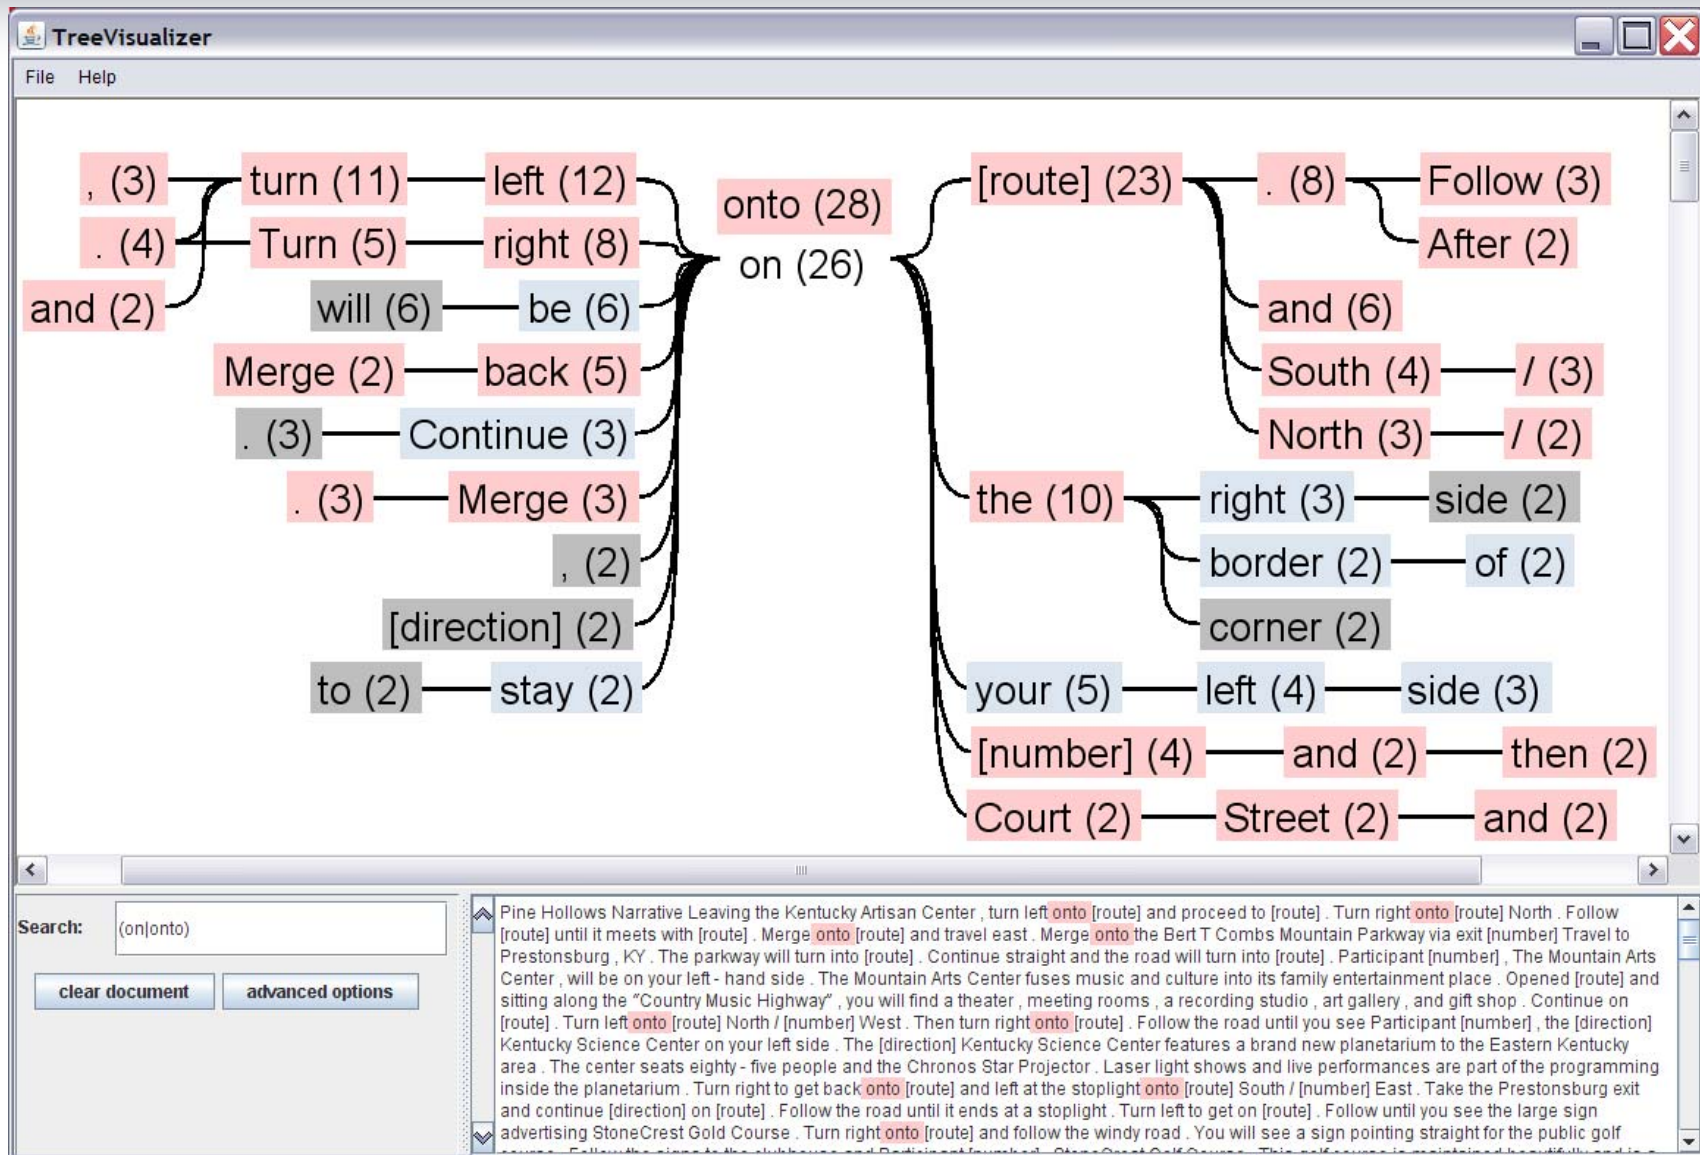 TreeVisualizer
File Help
, (3) turn (11) left (12) onto (28) [route] (23) . (8) Follow (3)
. (4) Turn (5) right (8) on (26) After (2)
and (2) will (6) be (6) and (6)
Merge (2) back (5) South (4) / (3)
. (3) Continue (3) North (3) / (2)
. (3) Merge (3) the (10) right (3) side (2)
, (2) border (2) of (2)
[direction] (2) corner (2)
to (2) stay (2) your (5) left (4) side (3)
[number] (4) and (2) then (2)
Court (2) Street (2) and (2)
Search: (on|onto)
clear document advanced options
Pine Hollows Narrative Leaving the Kentucky Artisan Center , turn left onto [route] and proceed to [route] . Turn right onto [route] North . Follow
[route] until it meets with [route] . Merge onto [route] and travel east . Merge onto the Bert T Combs Mountain Parkway via exit [number] Travel to
Prestonsburg , KY . The parkway will turn into [route] . Continue straight and the road will turn into [route] . Participant [number] , The Mountain Arts
Center , will be on your left - hand side . The Mountain Arts Center fuses music and culture into its family entertainment place . Opened [route] and
sitting along the "Country Music Highway" , you will find a theater , meeting rooms , a recording studio , art gallery , and gift shop . Continue on
[route] . Turn left onto [route] North / [number] West . Then turn right onto [route] . Follow the road until you see Participant [number] , the [direction]
Kentucky Science Center on your left side . The [direction] Kentucky Science Center features a brand new planetarium to the Eastern Kentucky
area . The center seats eighty - five people and the Chronos Star Projector . Laser light shows and live performances are part of the programming
inside the planetarium . Turn right to get back onto [route] and left at the stoplight onto [route] South / [number] East . Take the Prestonsburg exit
and continue [direction] on [route] . Follow the road until it ends at a stoplight . Turn left to get on [route] . Follow until you see the large sign
advertising StoneCrest Gold Course . Turn right onto [route] and follow the windy road . You will see a sign pointing straight for the public golf